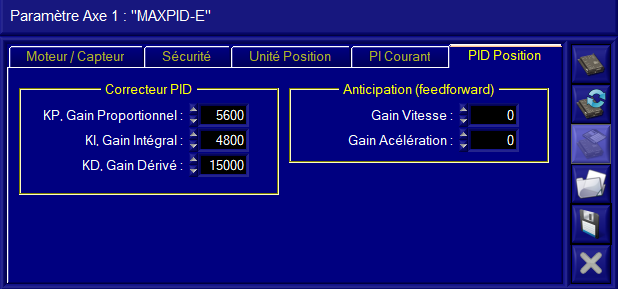 Paramètre Axe 1 : "MAXPID-E"
Moteur / Capteur
Sécurité
Unité Position
PI Courant
PID Position
Correcteur PID
KP, Gain Proportionnel : 5600
KI, Gain Intégral : 4800
KD, Gain Dérivé : 15000
Anticipation (feedforward)
Gain Vitesse : 0
Gain Acélération : 0